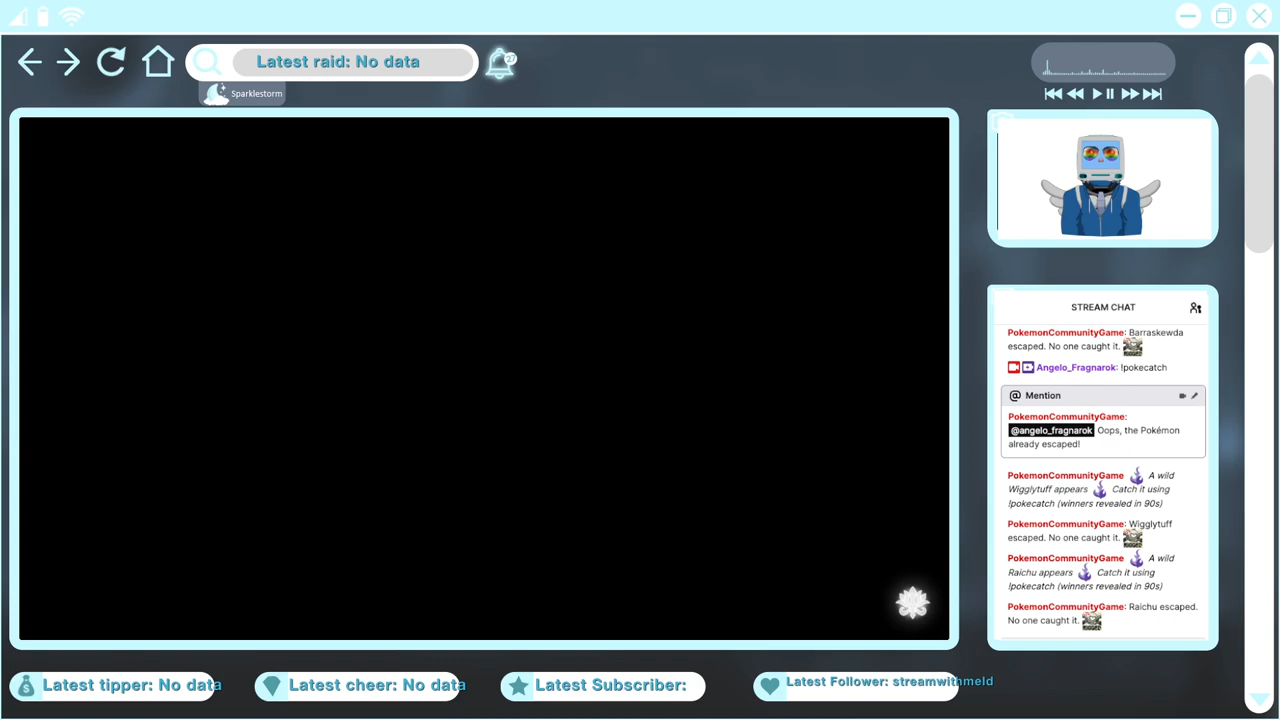 Latest raid: No data
27
Sparklestorm
STREAM CHAT
PokemonCommunityGame: Barraskewda
escaped. No one caught it.
Angelo_Fragnarok: !pokecatch
@ Mention
PokemonCommunityGame:
@angelo_fragnarok Oops, the Pokémon
already escaped!
PokemonCommunityGame A wild
Wigglytuff appears Catch it using
!pokecatch (winners revealed in 90s)
PokemonCommunityGame: Wigglytuff
escaped. No one caught it.
PokemonCommunityGame A wild
Raichu appears Catch it using
!pokecatch (winners revealed in 90s)
PokemonCommunityGame: Raichu escaped.
No one caught it.
Latest tipper: No data
Latest cheer: No data
Latest Subscriber:
Latest Follower: streamwithmeld